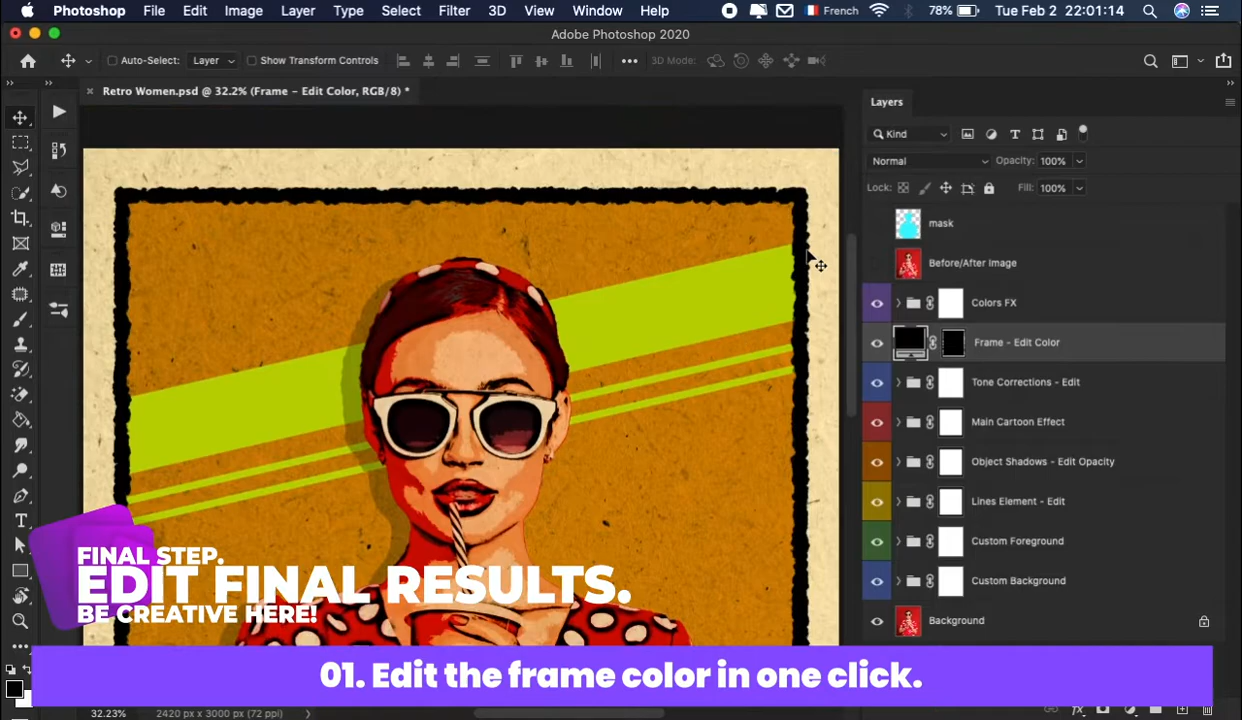 Photoshop File Edit Image Layer Type Select Filter 3D View Window Help French 78% Tue Feb 2 22:01:14
Adobe Photoshop 2020
Auto-Select: Layer Show Transform Controls 3D Mode:
Retro Women.psd @ 32.2% (Frame - Edit Color, RGB/8) *
Layers
Kind
Normal Opacity: 100%
Lock: Fill: 100%
mask
Before/After Image
Colors FX
Frame - Edit Color
Tone Corrections - Edit
Main Cartoon Effect
Object Shadows - Edit Opacity
Lines Element - Edit
Custom Foreground
Custom Background
Background
FINAL STEP.
EDIT FINAL RESULTS.
BE CREATIVE HERE!
01. Edit the frame color in one click.
32.23% 2420 px x 3000 px (72 ppi)